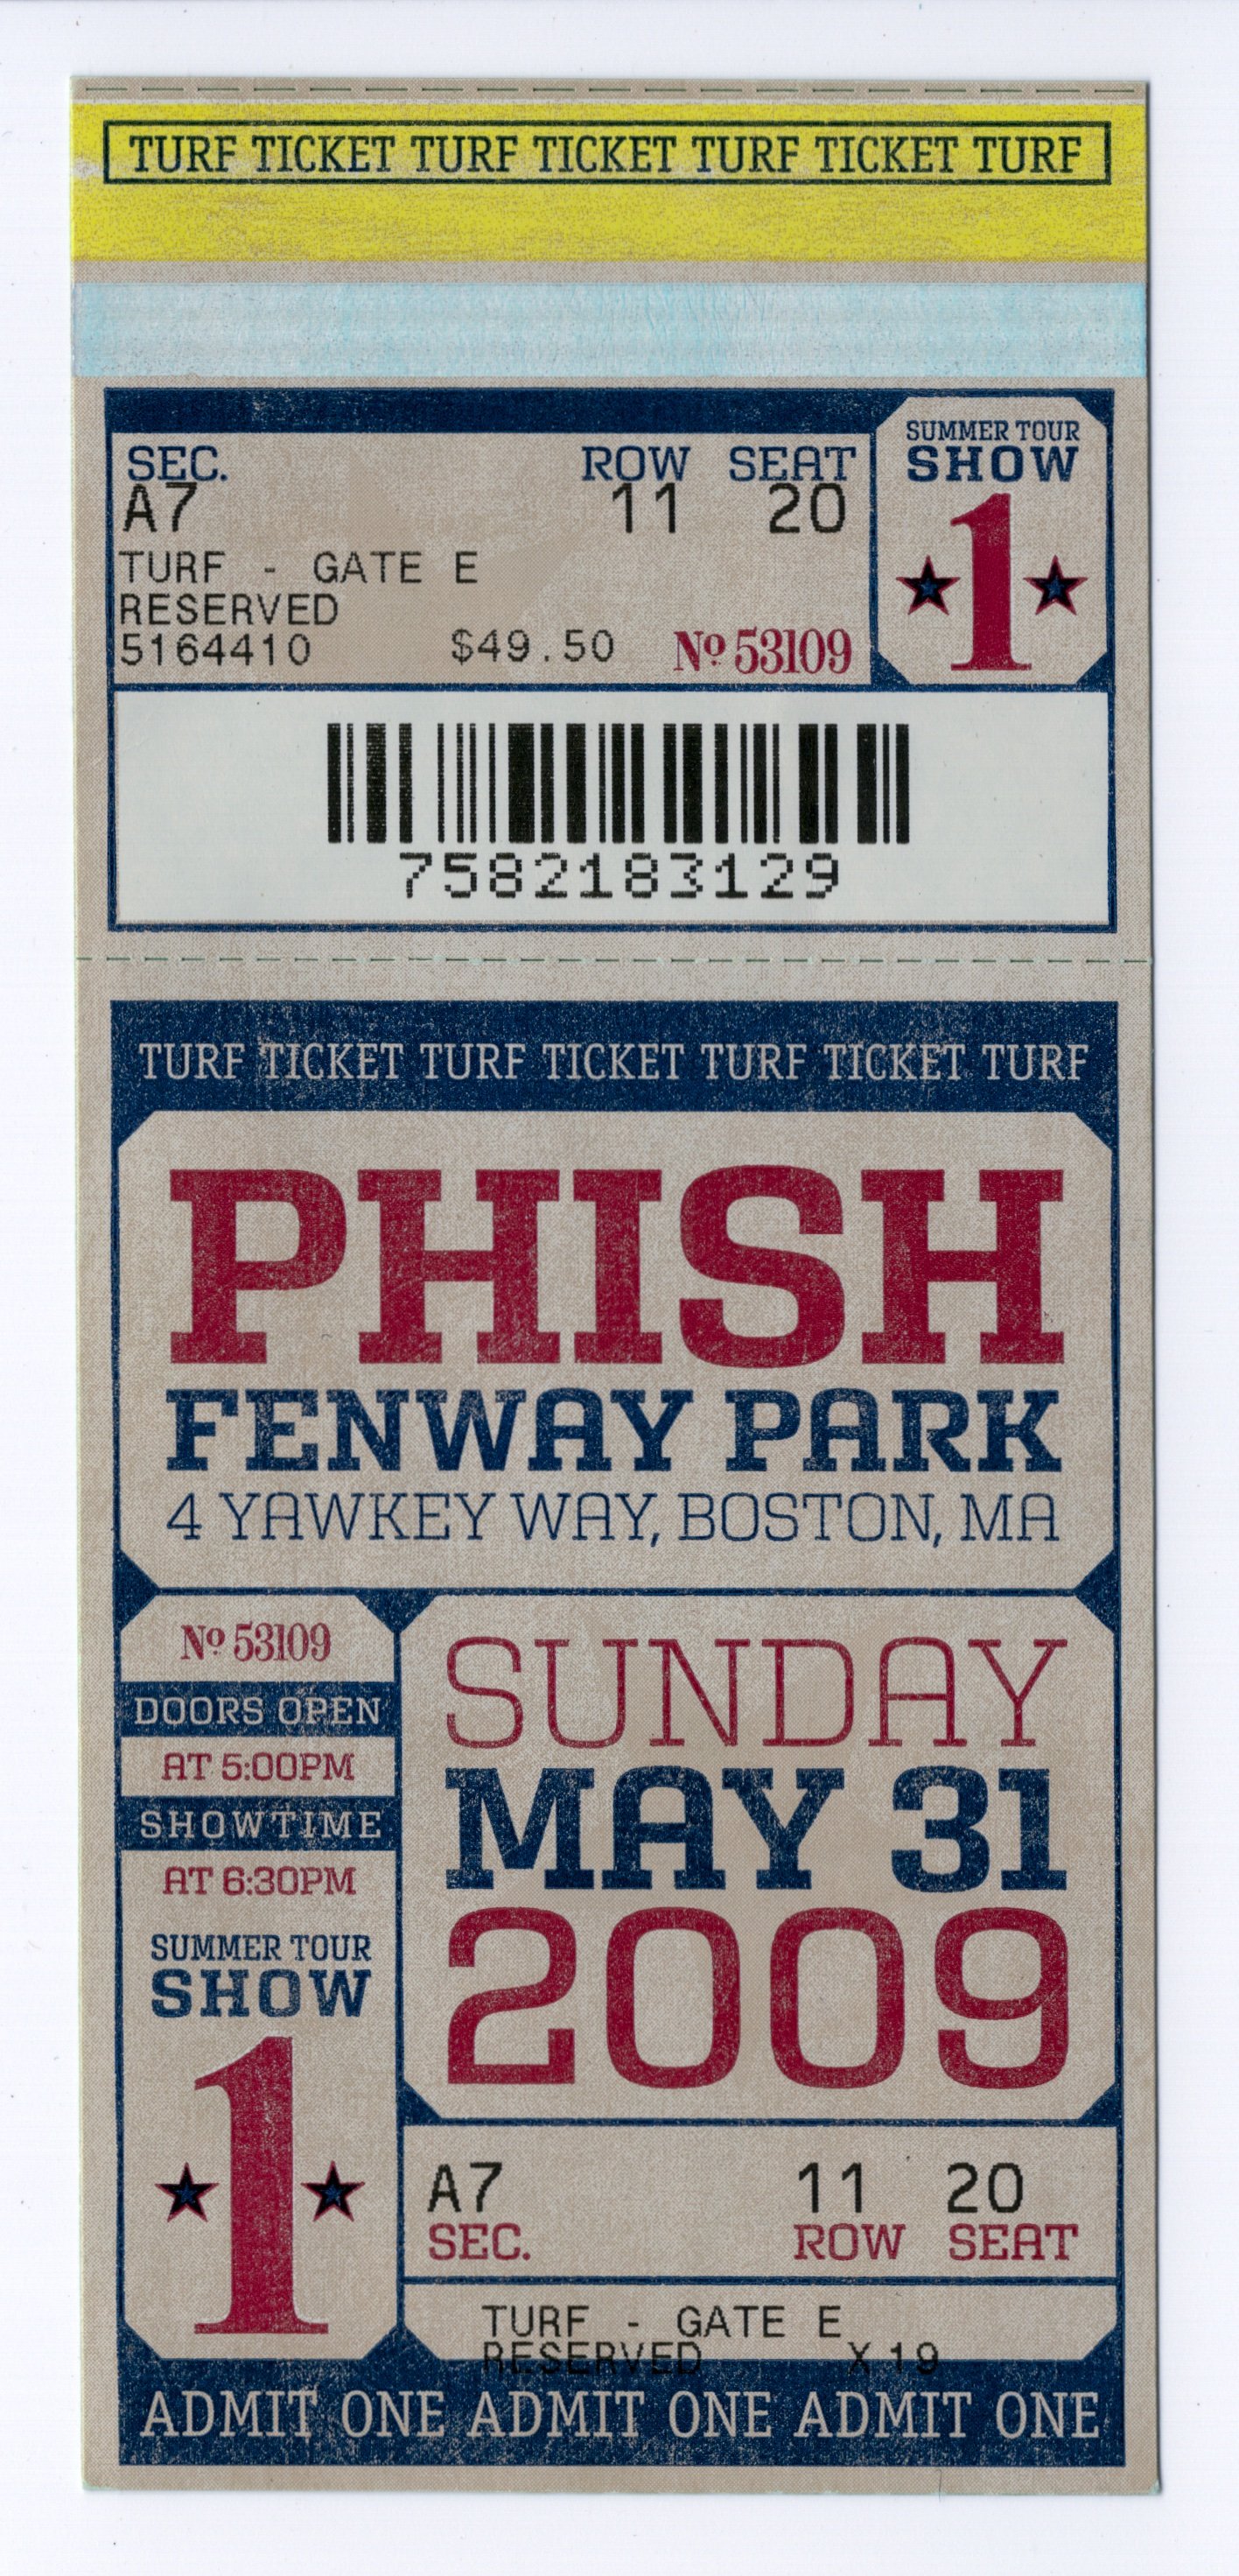 TURF TICKET TURF TICKET TURF TICKET TURF
SEC. ROW SEAT
A7 11 20
TURF - GATE E
RESERVED
5164410 $49.50 Nº 53109
SUMMER TOUR
SHOW
1
7582183129
TURF TICKET TURF TICKET TURF TICKET TURF
PHISH
FENWAY PARK
4 YAWKEY WAY, BOSTON, MA
Nº 53109
DOORS OPEN
AT 5:00PM
SHOWTIME
AT 6:30PM
SUMMER TOUR
SHOW
1
SUNDAY
MAY 31
2009
A7 11 20
SEC. ROW SEAT
TURF - GATE E
RESERVED X 19
ADMIT ONE ADMIT ONE ADMIT ONE